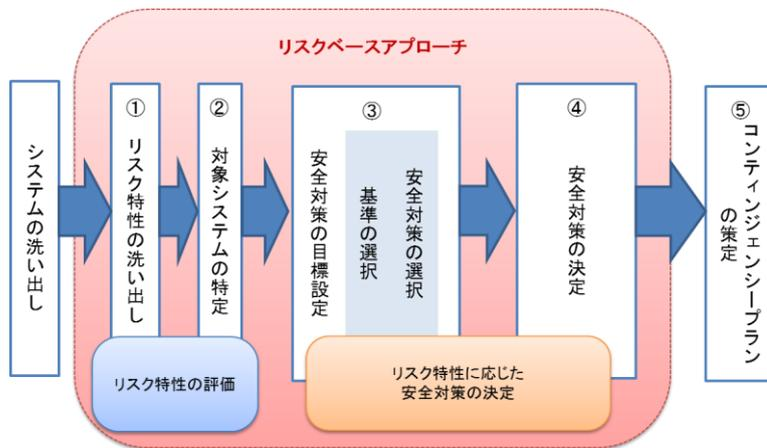 リスクベースアプローチ
システムの洗い出し
①
リスク特性の洗い出し
②
対象システムの特定
③
安全対策の目標設定
基準の選択
安全対策の選択
④
安全対策の決定
⑤
コンティンジェンシープラン
の策定
リスク特性の評価
リスク特性に応じた
安全対策の決定